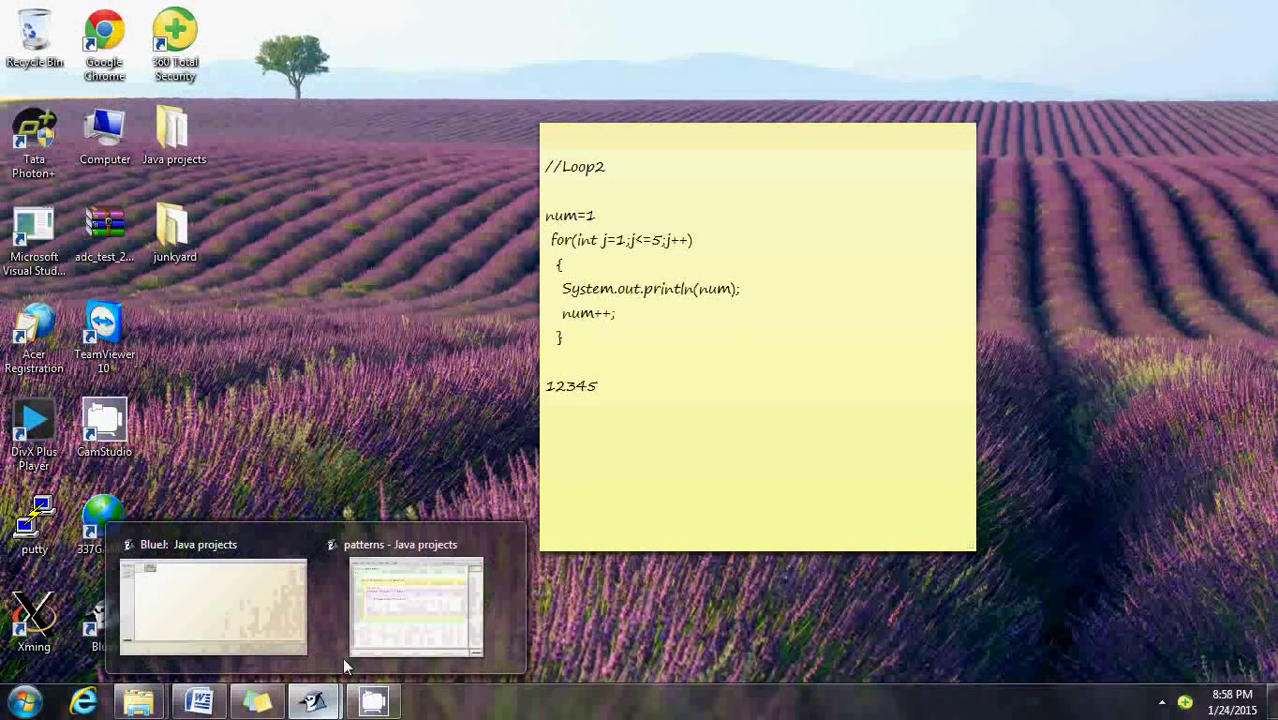 Recycle Bin
Google Chrome
360 Total Security
Tata Photon+
Computer
Java projects
Microsoft Visual Stud...
adc_test_2...
junkyard
Acer Registration
TeamViewer 10
DivX Plus Player
CamStudio
putty
Xming
//Loop2
num=1
for(int j=1;j<=5;j++)
{
System.out.println(num);
num++;
}
12345
BlueJ: Java projects
patterns - Java projects
8:58 PM
1/24/2015